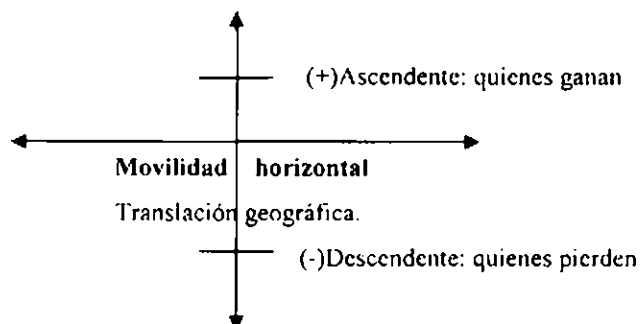 (+)Ascendente: quienes ganan
Movilidad horizontal
Translación geográfica.
(-)Descendente: quienes pierden